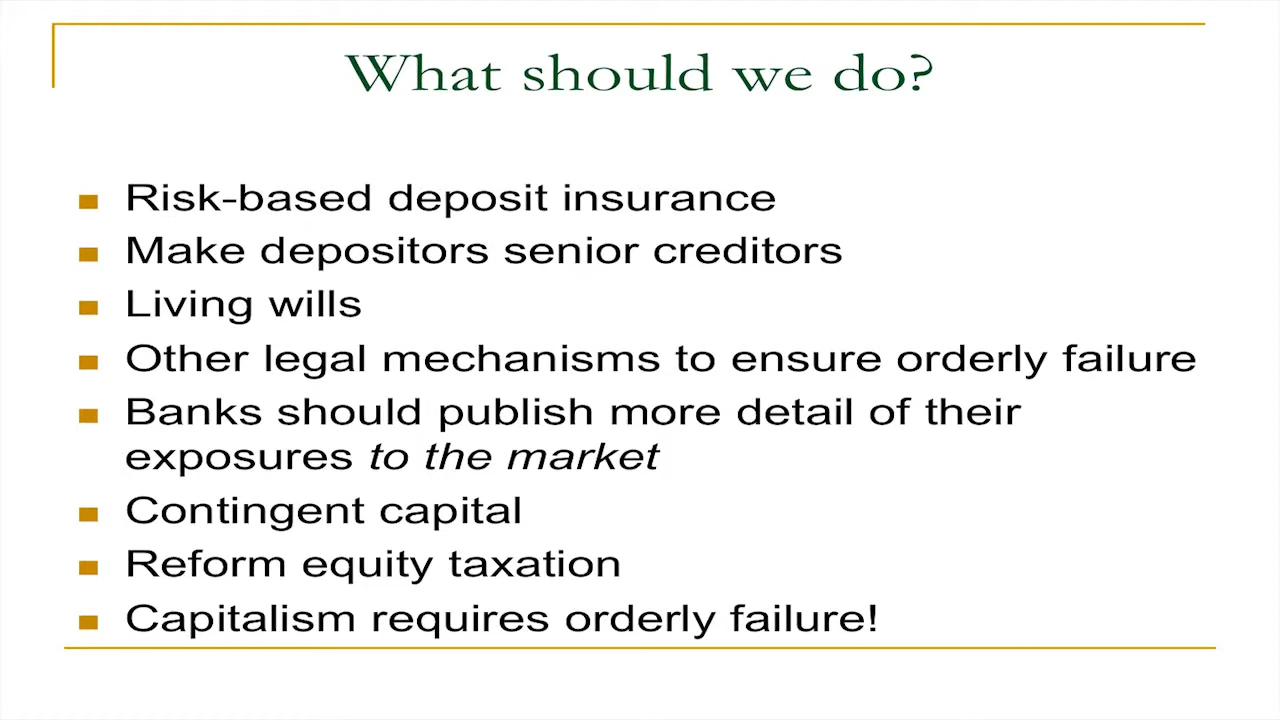 What should we do?
Risk-based deposit insurance
Make depositors senior creditors
Living wills
Other legal mechanisms to ensure orderly failure
Banks should publish more detail of their
exposures to the market
Contingent capital
Reform equity taxation
Capitalism requires orderly failure!